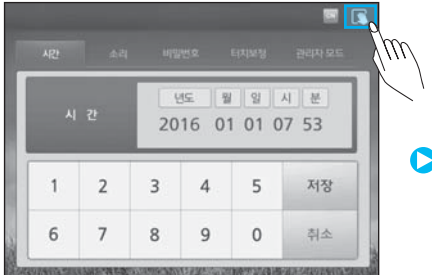 시간 소리 비밀번호 터치보정 관리자 모드
시 간
년도 월 일 시 분
2016 01 01 07 53
1 2 3 4 5 저장
6 7 8 9 0 취소